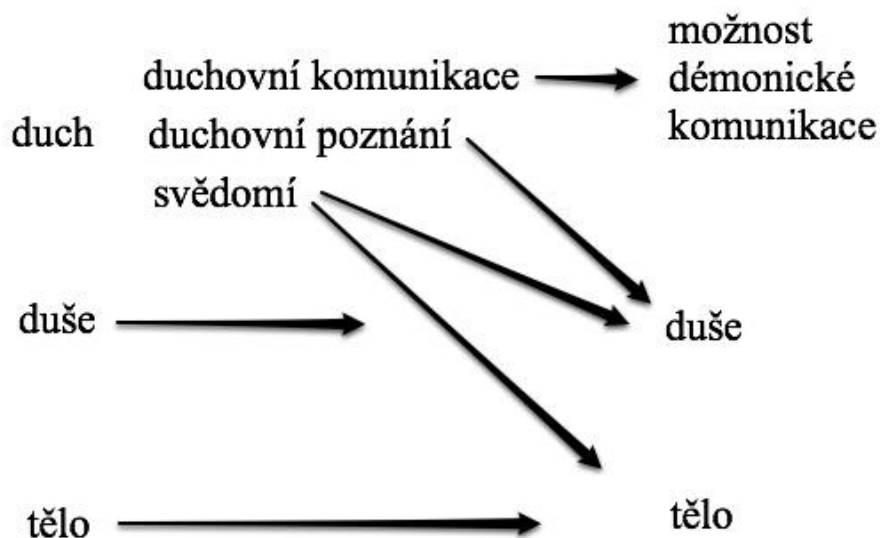 duchovní komunikace
možnost
démonické
komunikace
duch
duchovní poznání
svědomí
duše
duše
tělo
tělo